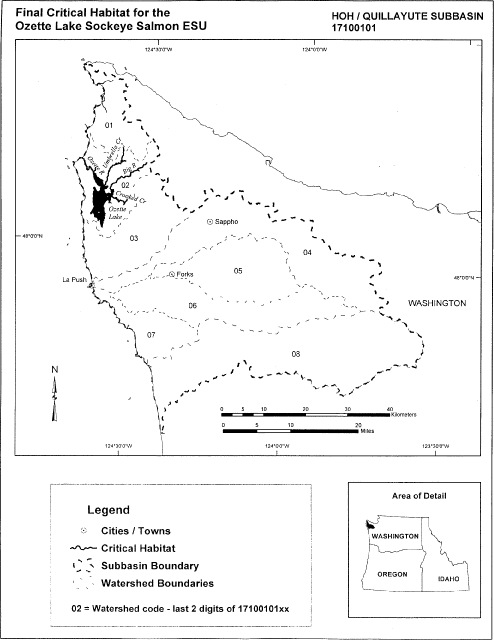 Final Critical Habitat for the
Ozette Lake Sockeye Salmon ESU
HOH / QUILLAYUTE SUBBASIN
17100101
124°30'0"W
124°0'0"W
01
Ozette R
Umbrella Cr
Big R
02
Crooked Cr
Ozette
Lake
Sappho
48°0'0"N
03
04
La Push
Forks
05
48°0'0"N
WASHINGTON
06
07
08
N
0 5 10 20 30 40
Kilometers
0 5 10 20
Miles
124°30'0"W
124°0'0"W
123°30'0"W
Legend
Cities / Towns
Critical Habitat
Subbasin Boundary
Watershed Boundaries
02 = Watershed code - last 2 digits of 17100101xx
Area of Detail
WASHINGTON
OREGON
IDAHO